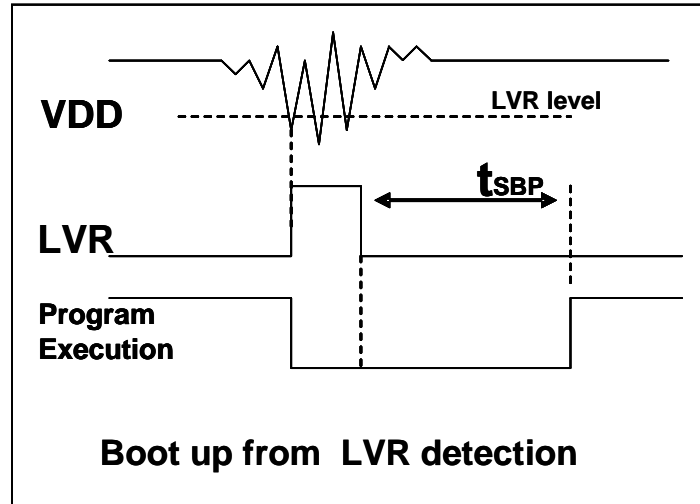 LVR level
VDD
tSBP
LVR
Program
Execution
Boot up from LVR detection